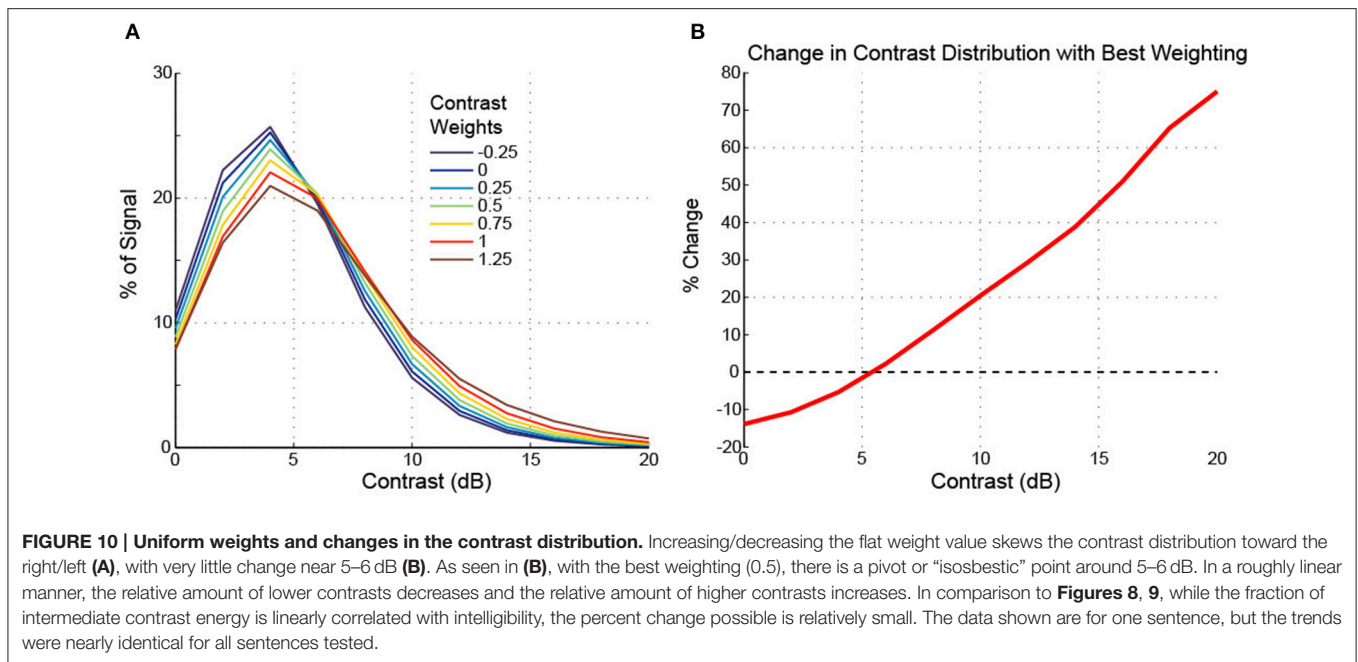 A
30
20
10
0
% of Signal
0
5
10
15
20
Contrast (dB)
Contrast
Weights
-0.25
0
0.25
0.5
0.75
1
1.25
B
Change in Contrast Distribution with Best Weighting
80
70
60
50
40
30
20
10
0
-10
-20
% Change
0
5
10
15
20
Contrast (dB)
FIGURE 10 | Uniform weights and changes in the contrast distribution. Increasing/decreasing the flat weight value skews the contrast distribution toward the
right/left (A), with very little change near 5–6 dB (B). As seen in (B), with the best weighting (0.5), there is a pivot or “isosbestic” point around 5–6 dB. In a roughly linear
manner, the relative amount of lower contrasts decreases and the relative amount of higher contrasts increases. In comparison to Figures 8, 9, while the fraction of
intermediate contrast energy is linearly correlated with intelligibility, the percent change possible is relatively small. The data shown are for one sentence, but the trends
were nearly identical for all sentences tested.